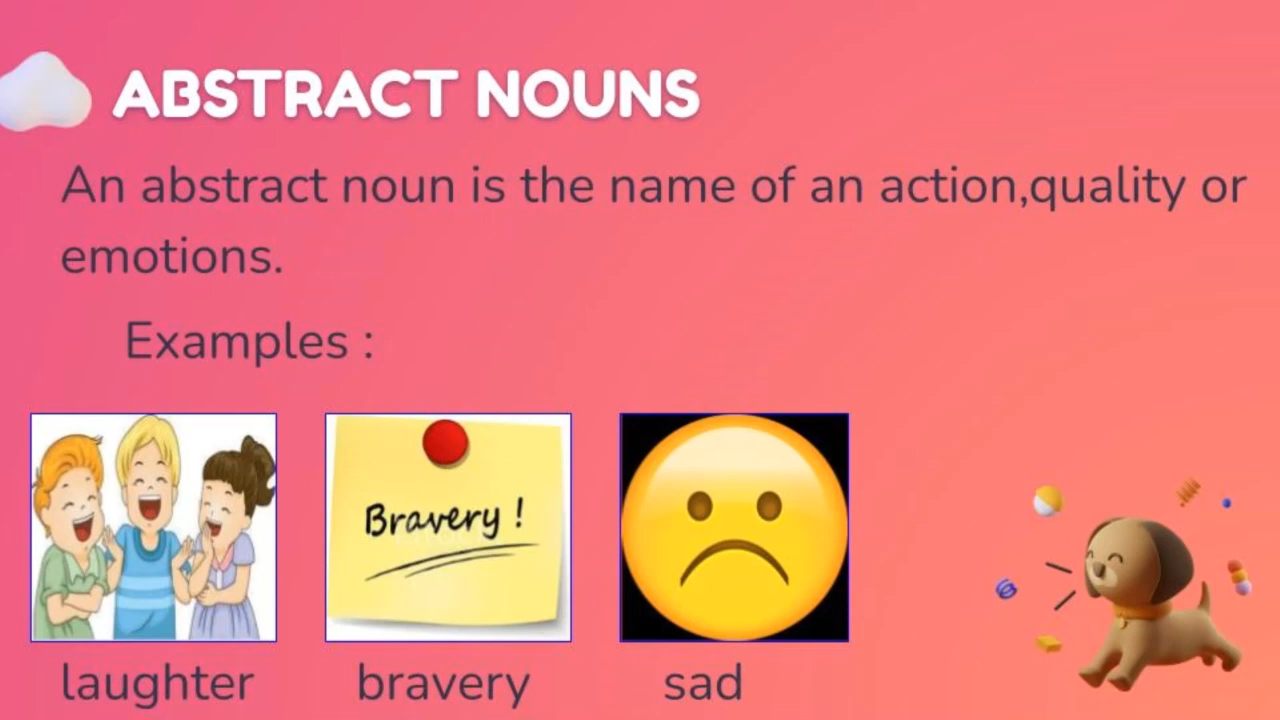 ABSTRACT NOUNS
An abstract noun is the name of an action,quality or
emotions.
Examples :
Bravery !
laughter
bravery
sad